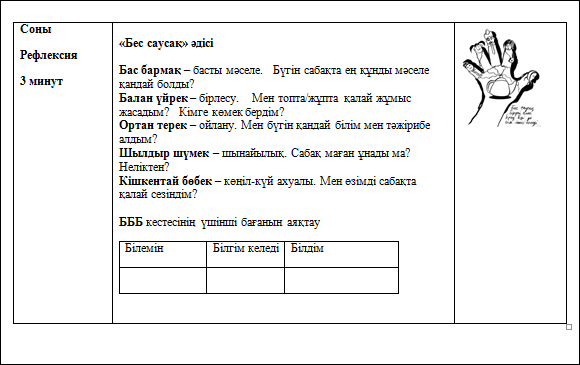 Соңы
Рефлексия
3 минут
«Бес саусақ» әдісі
Бас бармақ – басты мәселе. Бүгін сабақта ең құнды мәселе
қандай болды?
Балан үйрек – бірлесу. Мен топта/жұпта қалай жұмыс
жасадым? Кімге көмек бердім?
Ортан терек – ойлану. Мен бүгін қандай білім мен тәжірибе
алдым?
Шылдыр шүмек – шынайылық. Сабақ маған ұнады ма?
Неліктен?
Кішкентай бөбек – көңіл-күй ахуалы. Мен өзімді сабақта
қалай сезіндім?
БББ кестесінің үшінші бағанын аяқтау
Білемін Білгім келеді Білдім